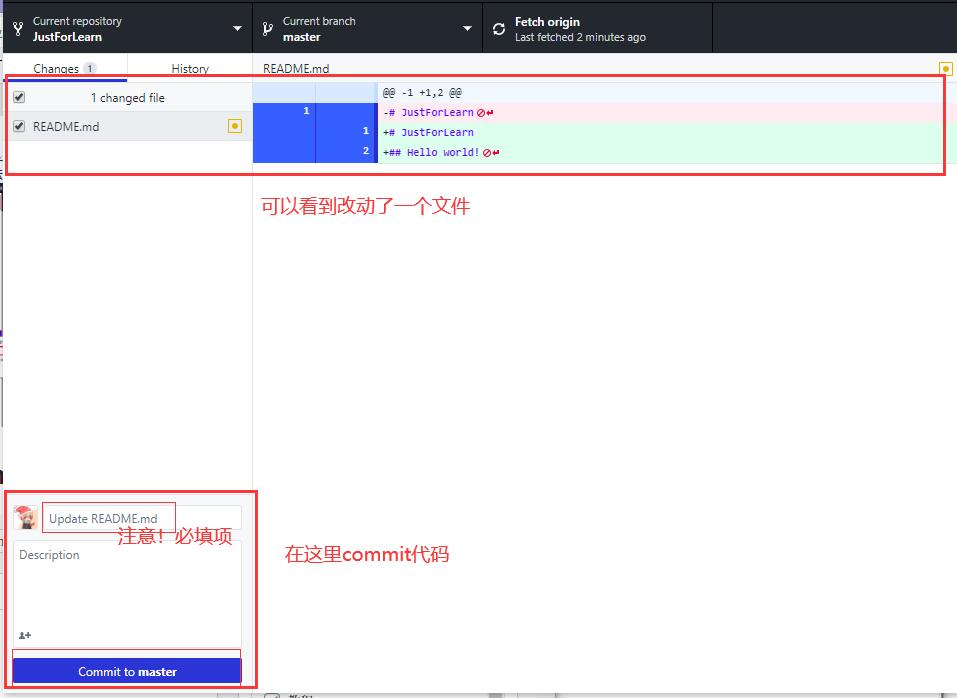 Current repository
JustForLearn
Current branch
master
Fetch origin
Last fetched 2 minutes ago
Changes 1
History
README.md
1 changed file
README.md
@@ -1 +1,2 @@
1 -# JustForLearn
1 +# JustForLearn
2 +## Hello world!
可以看到改动了一个文件
Update README.md
注意！必填项
Description
在这里commit代码
Commit to master